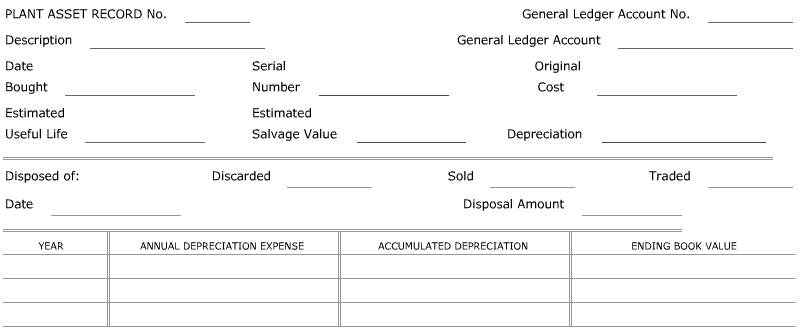 PLANT ASSET RECORD No. General Ledger Account No.
Description General Ledger Account
Date Serial Original
Bought Number Cost
Estimated Estimated
Useful Life Salvage Value Depreciation
Disposed of: Discarded Sold Traded
Date Disposal Amount
YEAR ANNUAL DEPRECIATION EXPENSE ACCUMULATED DEPRECIATION ENDING BOOK VALUE